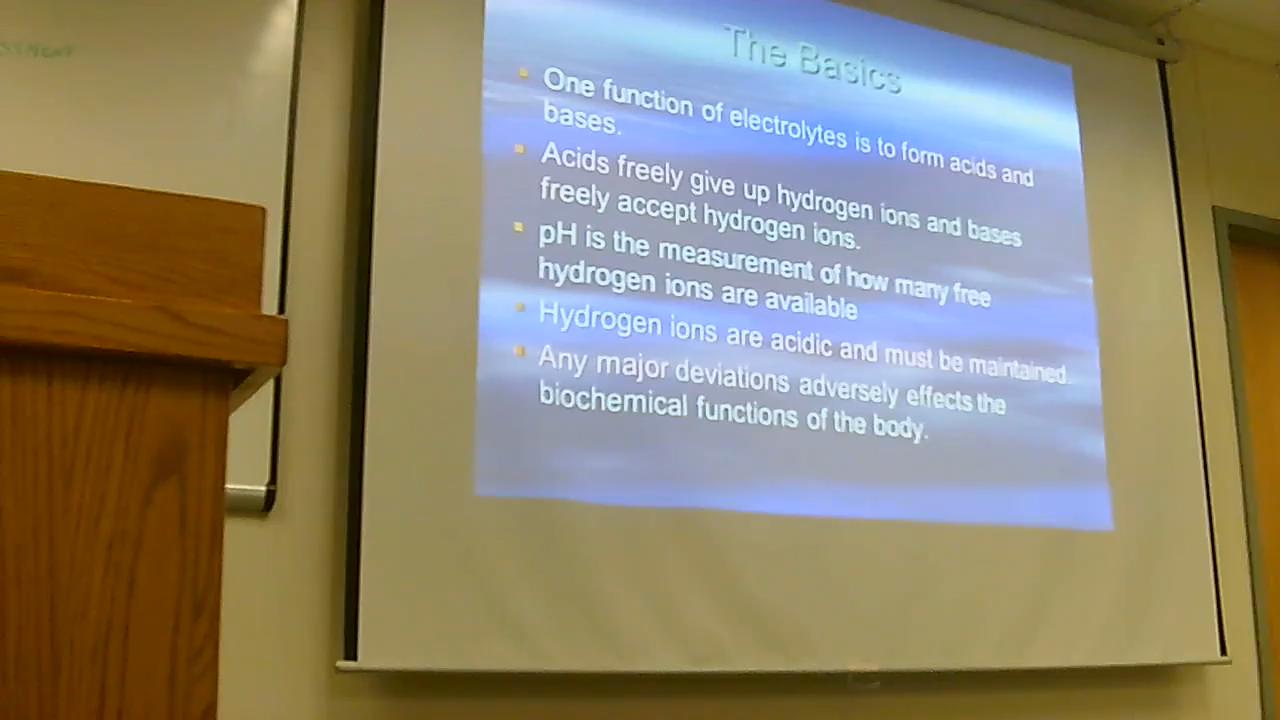 The Basics
One function of electrolytes is to form acids and
bases.
Acids freely give up hydrogen ions and bases
freely accept hydrogen ions.
pH is the measurement of how many free
hydrogen ions are available
Hydrogen ions are acidic and must be maintained.
Any major deviations adversely effects the
biochemical functions of the body.